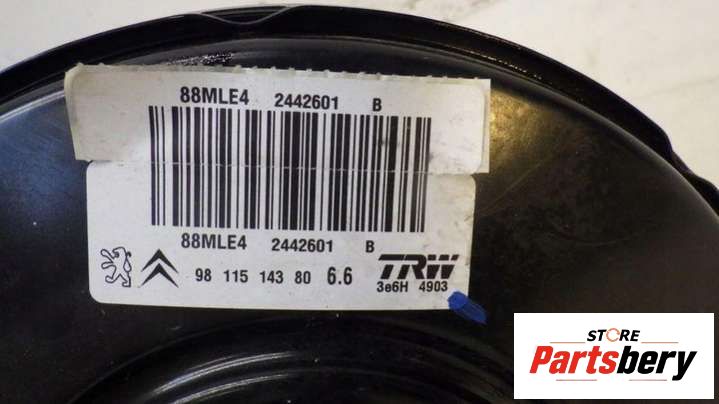 88MLE4 2442601 B
88MLE4 2442601 B
98 115 143 80 6.6 TRW
3e6H 4903
STORE
Partsbery